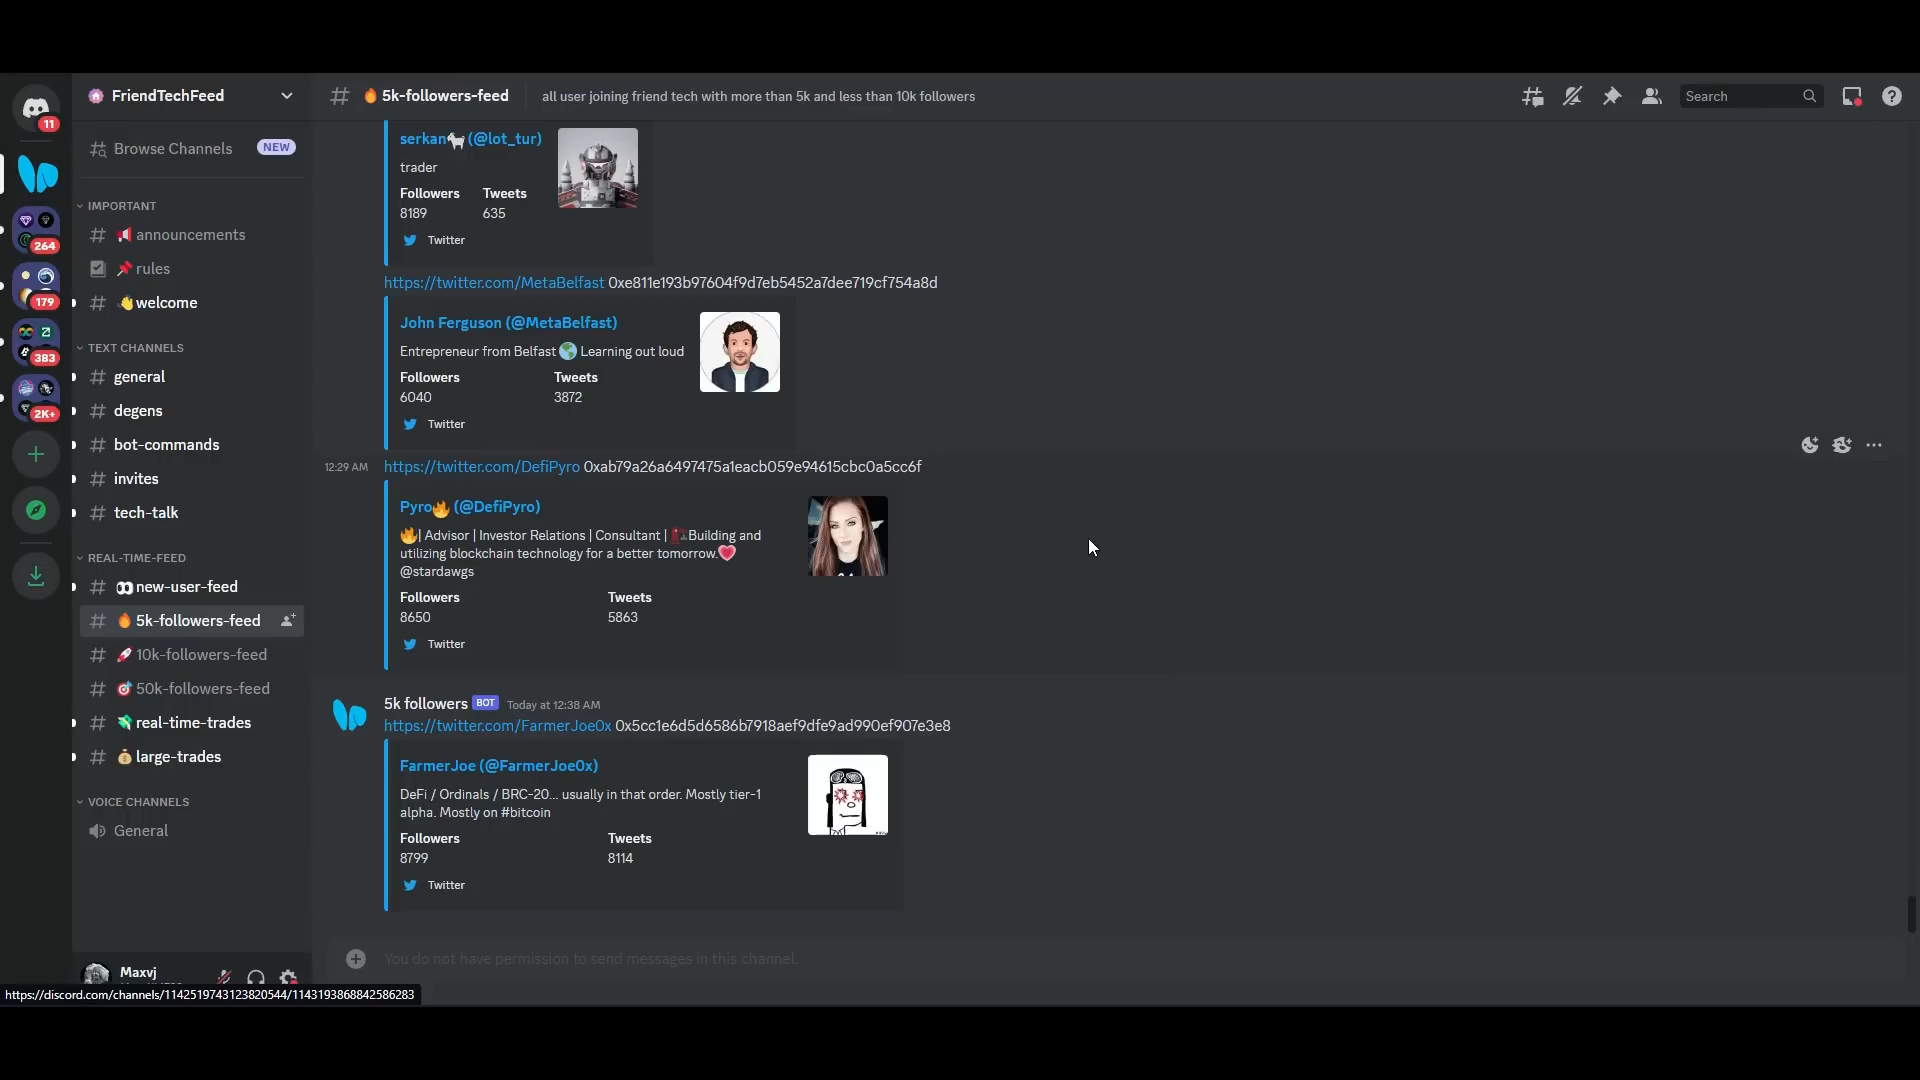 FriendTechFeed
Browse Channels
NEW
IMPORTANT
announcements
rules
welcome
TEXT CHANNELS
general
degens
bot-commands
invites
tech-talk
REAL-TIME-FEED
new-user-feed
5k-followers-feed
10k-followers-feed
50k-followers-feed
real-time-trades
large-trades
VOICE CHANNELS
General
Maxvj
https://discord.com/channels/1142519743123820544/1143193868842586283
11
264
179
383
2K+
5k-followers-feed
all user joining friend tech with more than 5k and less than 10k followers
Search
serkan🐐 (@lot_tur)
trader
Followers Tweets
8189 635
Twitter
https://twitter.com/MetaBelfast 0xe811e193b97604f9d7eb5452a7dee719cf754a8d
John Ferguson (@MetaBelfast)
Entrepreneur from Belfast 🌎 Learning out loud
Followers Tweets
6040 3872
Twitter
12:29 AM https://twitter.com/DefiPyro 0xab79a26a6497475a1eacb059e94615cbc0a5cc6f
Pyro🔥 (@DefiPyro)
🔥| Advisor | Investor Relations | Consultant | Building and
utilizing blockchain technology for a better tomorrow.💗
@stardawgs
Followers Tweets
8650 5863
Twitter
5k followers BOT Today at 12:38 AM
https://twitter.com/FarmerJoe0x 0x5cc1e6d5d6586b7918aef9dfe9ad990ef907e3e8
FarmerJoe (@FarmerJoe0x)
DeFi / Ordinals / BRC-20... usually in that order. Mostly tier-1
alpha. Mostly on #bitcoin
Followers Tweets
8799 8114
Twitter
You do not have permission to send messages in this channel.